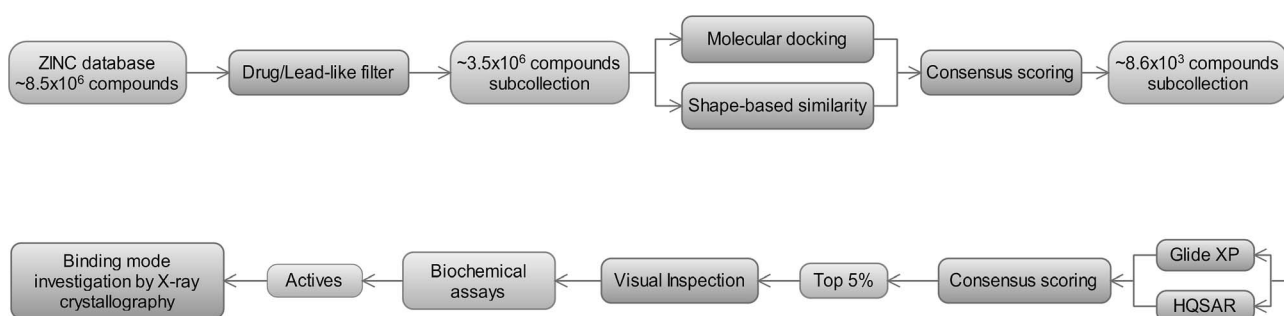 ZINC database
~8.5x10⁶ compounds
Drug/Lead-like filter
~3.5x10⁶ compounds
subcollection
Molecular docking
Shape-based similarity
Consensus scoring
~8.6x10³ compounds
subcollection
Glide XP
HQSAR
Consensus scoring
Top 5%
Visual Inspection
Biochemical
assays
Actives
Binding mode
investigation by X-ray
crystallography